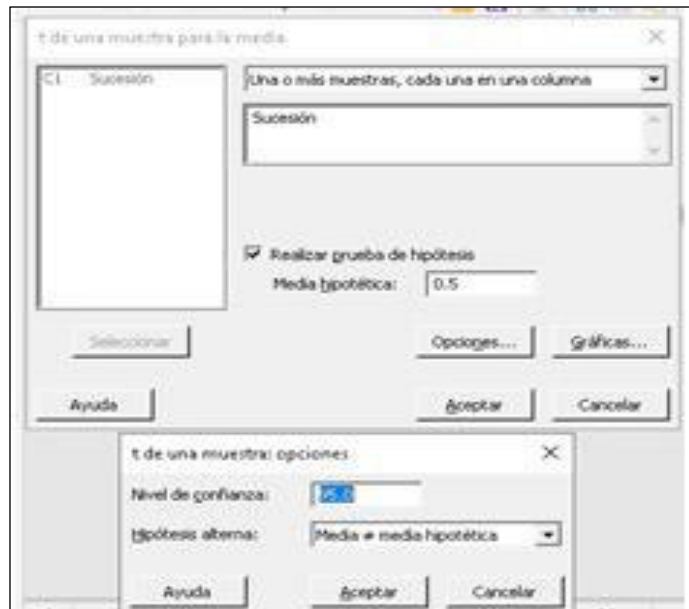 t de una muestra para la media
C1 Sucesión
Una o más muestras, cada una en una columna
Sucesión
Realizar prueba de hipótesis
Media hipotética: 0.5
Seleccionar
Opciones... Gráficas...
Ayuda Aceptar Cancelar
t de una muestra: opciones
Nivel de confianza: 95.0
Hipótesis alterna: Media ≠ media hipotética
Ayuda Aceptar Cancelar